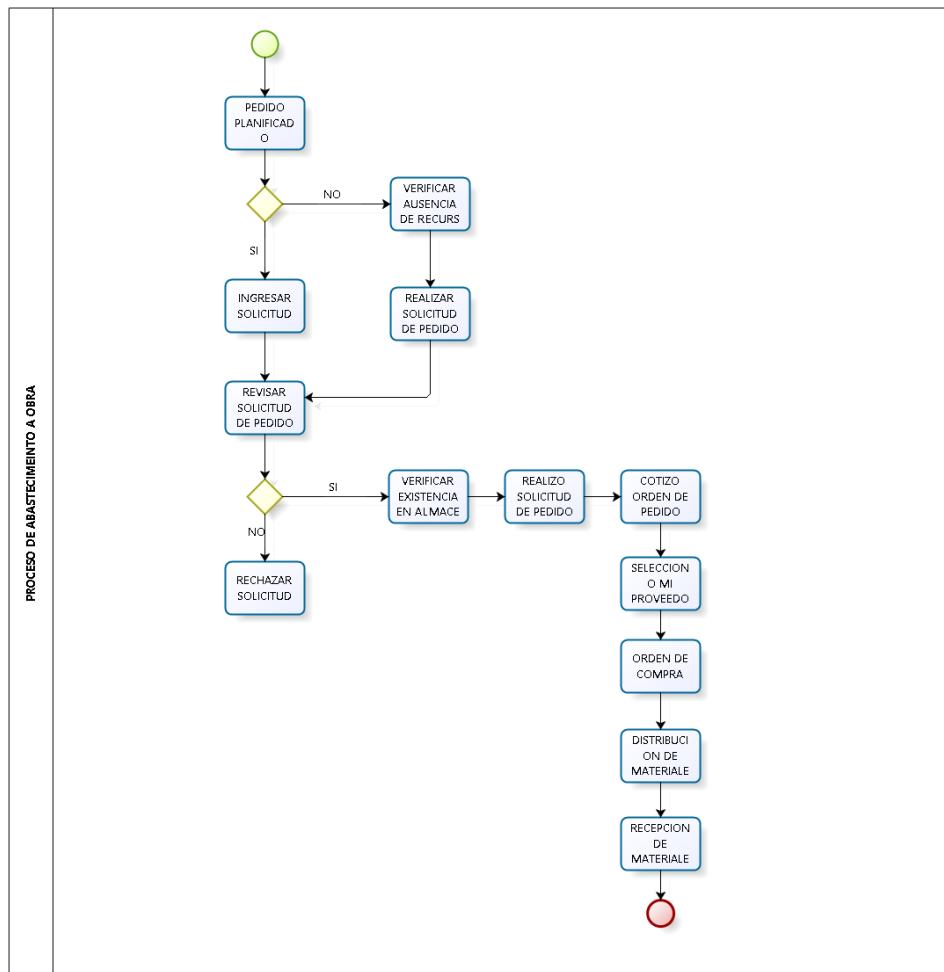 PROCESO DE ABASTECIMEINTO A OBRA
PEDIDO
PLANIFICAD
O
NO
VERIFICAR
AUSENCIA
DE RECURS
SI
INGRESAR
SOLICITUD
REALIZAR
SOLICITUD
DE PEDIDO
REVISAR
SOLICITUD
DE PEDIDO
SI
VERIFICAR
EXISTENCIA
EN ALMACE
REALIZO
SOLICITUD
DE PEDIDO
COTIZO
ORDEN DE
PEDIDO
NO
RECHAZAR
SOLICITUD
SELECCION
O MI
PROVEEDO
ORDEN DE
COMPRA
DISTRIBUCI
ON DE
MATERIALE
RECEPCION
DE
MATERIALE